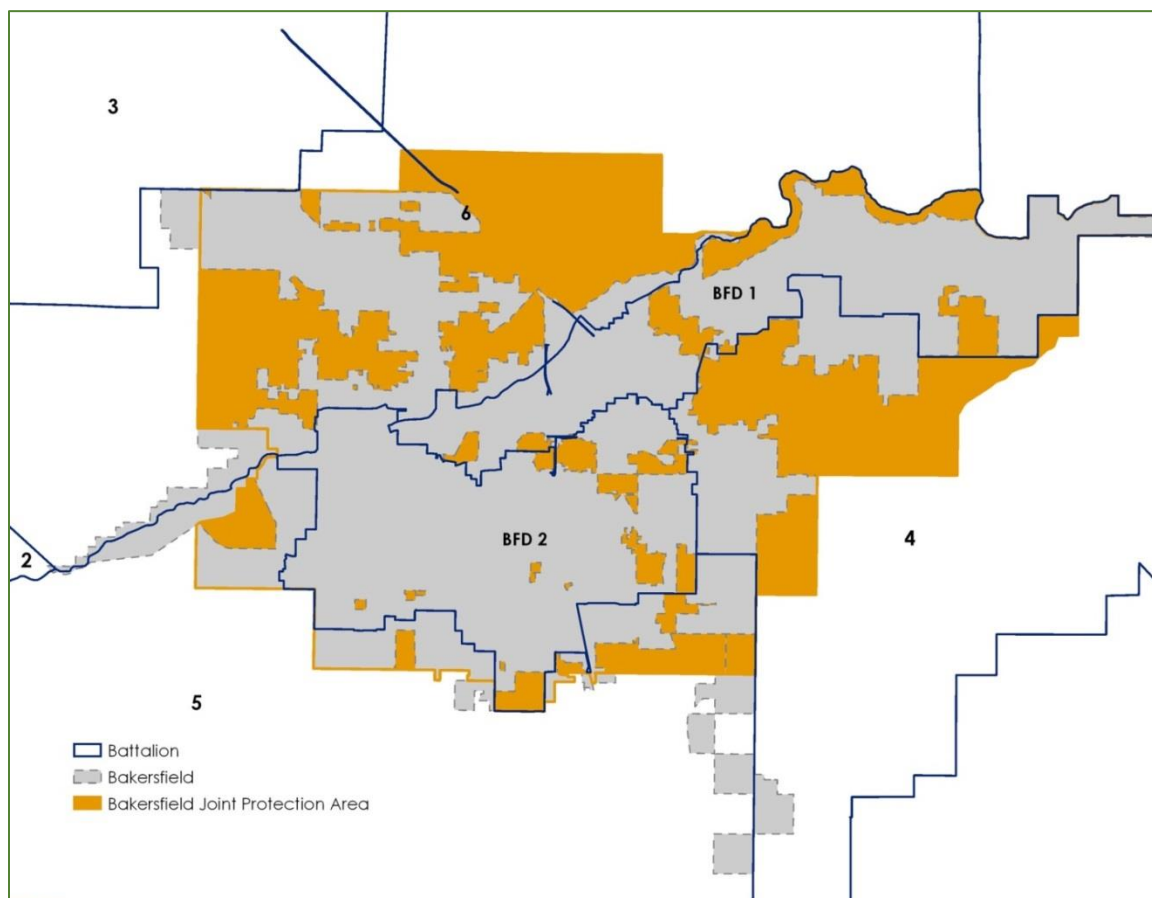 3
6
BFD 1
BFD 2
4
2
5
Battalion
Bakersfield
Bakersfield Joint Protection Area